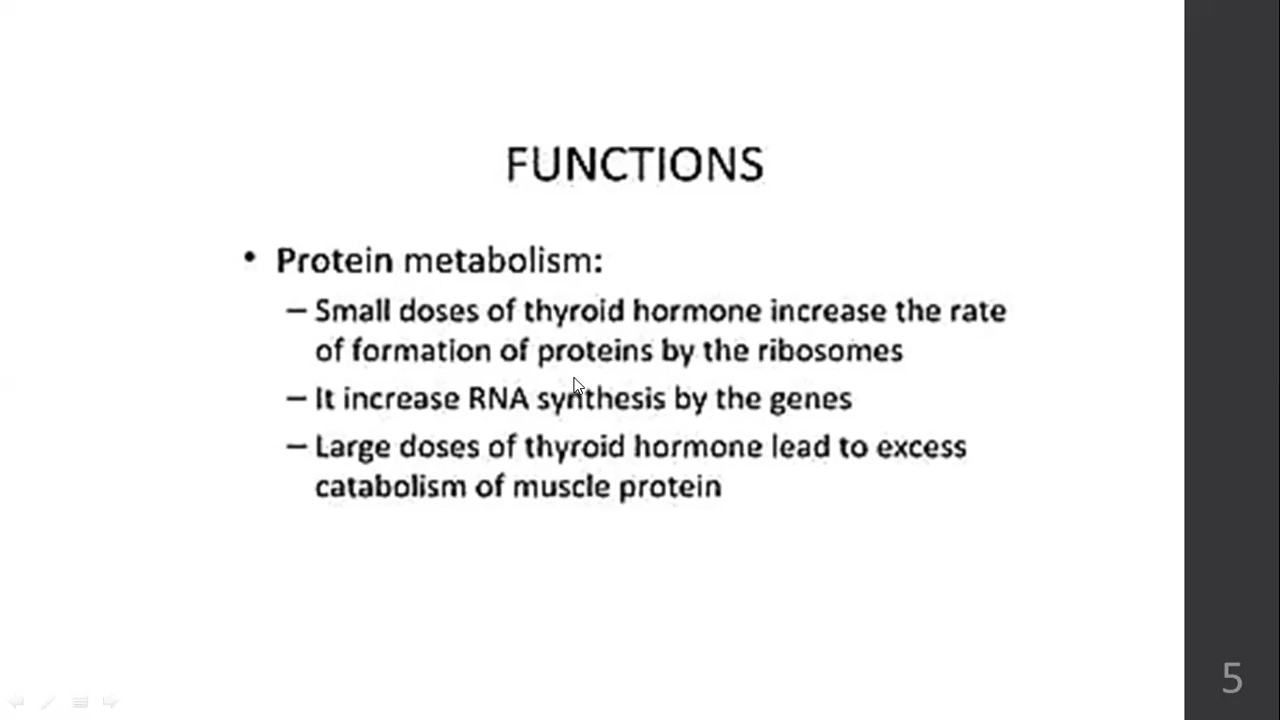 FUNCTIONS
• Protein metabolism:
– Small doses of thyroid hormone increase the rate
of formation of proteins by the ribosomes
– It increase RNA synthesis by the genes
– Large doses of thyroid hormone lead to excess
catabolism of muscle protein
5